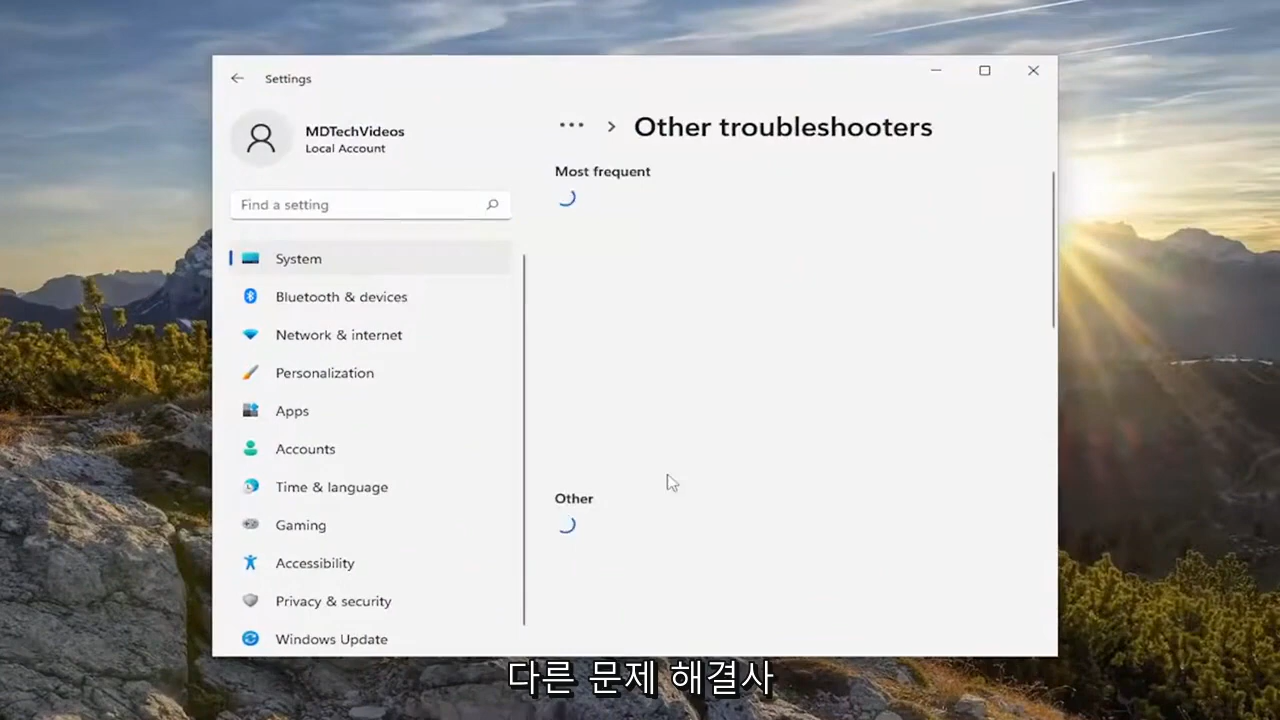 Settings
MDTechVideos
Local Account
Find a setting
System
Bluetooth & devices
Network & internet
Personalization
Apps
Accounts
Time & language
Gaming
Accessibility
Privacy & security
Windows Update
... > Other troubleshooters
Most frequent
Other
다른 문제 해결사